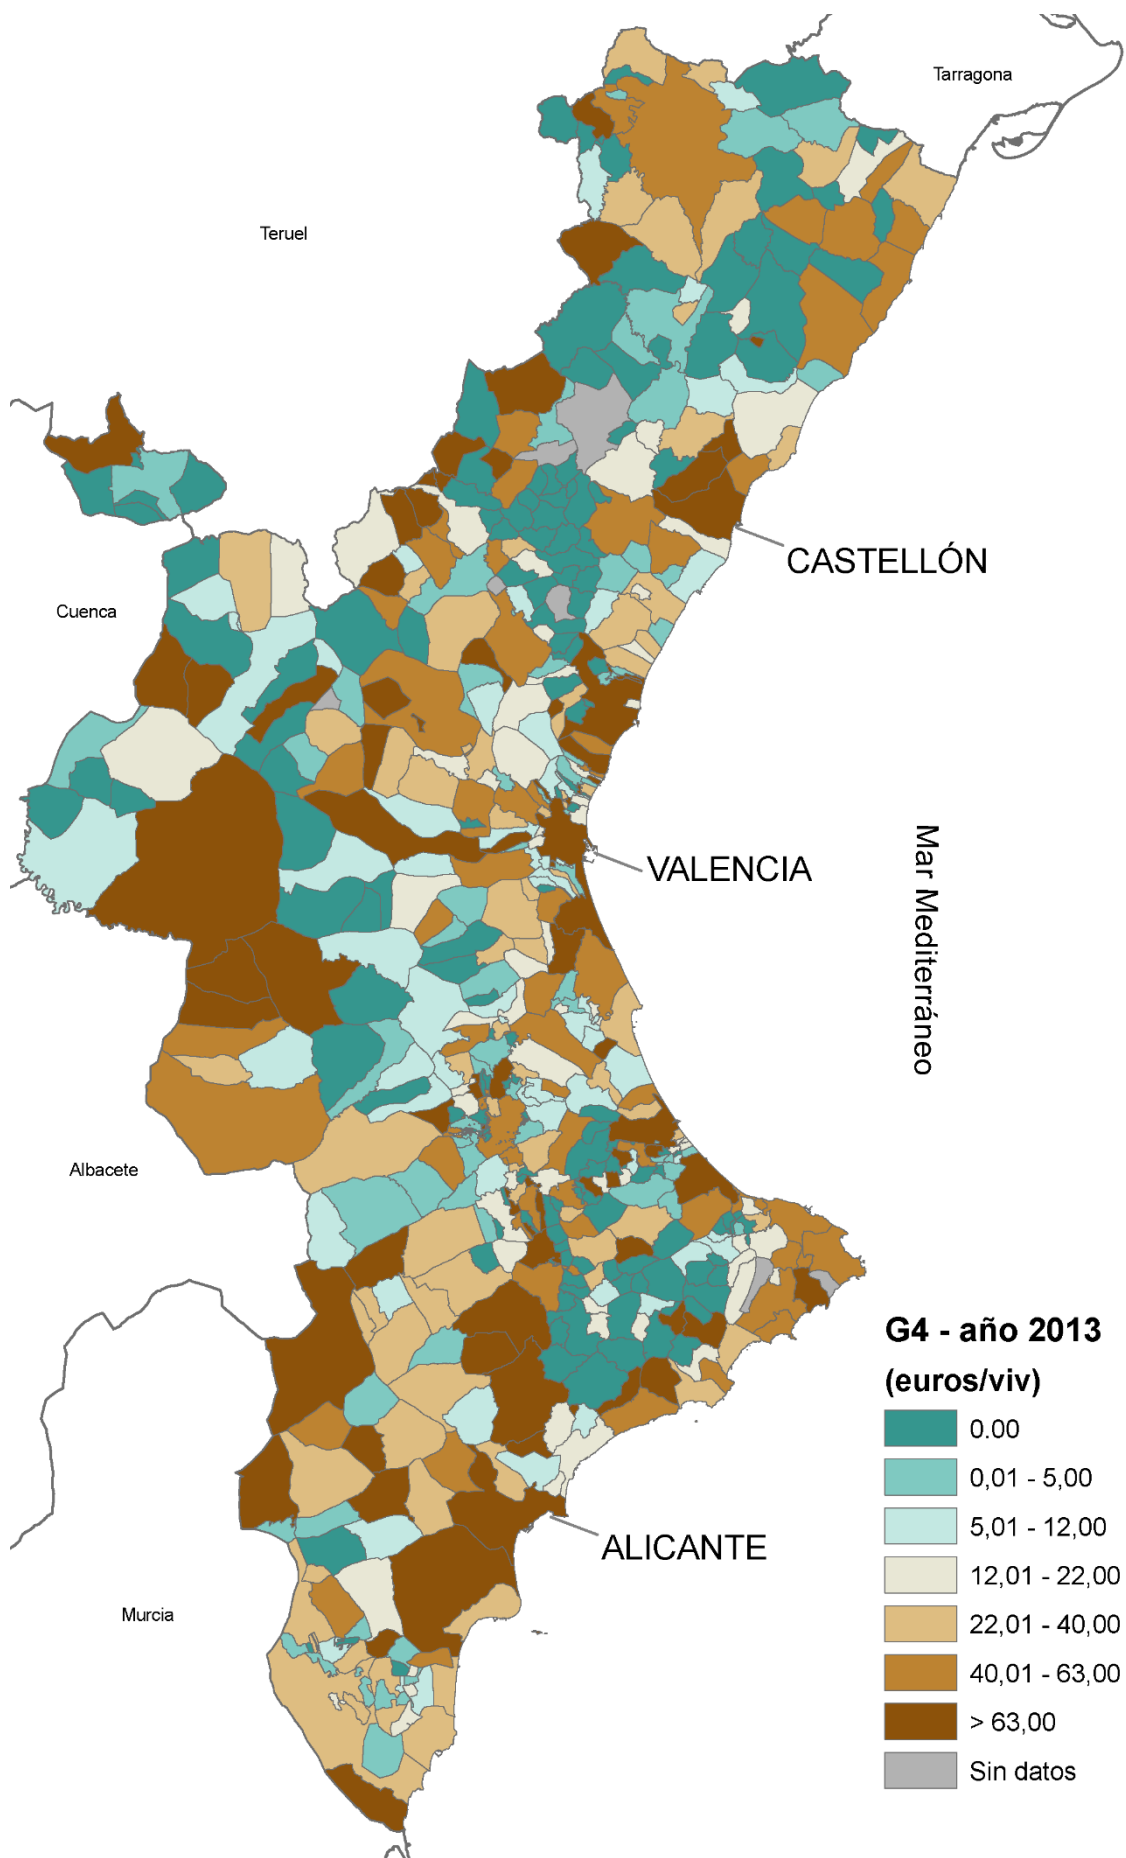 Tarragona
Teruel
CASTELLÓN
Cuenca
VALENCIA
Mar Mediterráneo
Albacete
G4 - año 2013
(euros/viv)
0.00
0,01 - 5,00
5,01 - 12,00
12,01 - 22,00
22,01 - 40,00
40,01 - 63,00
> 63,00
Sin datos
ALICANTE
Murcia